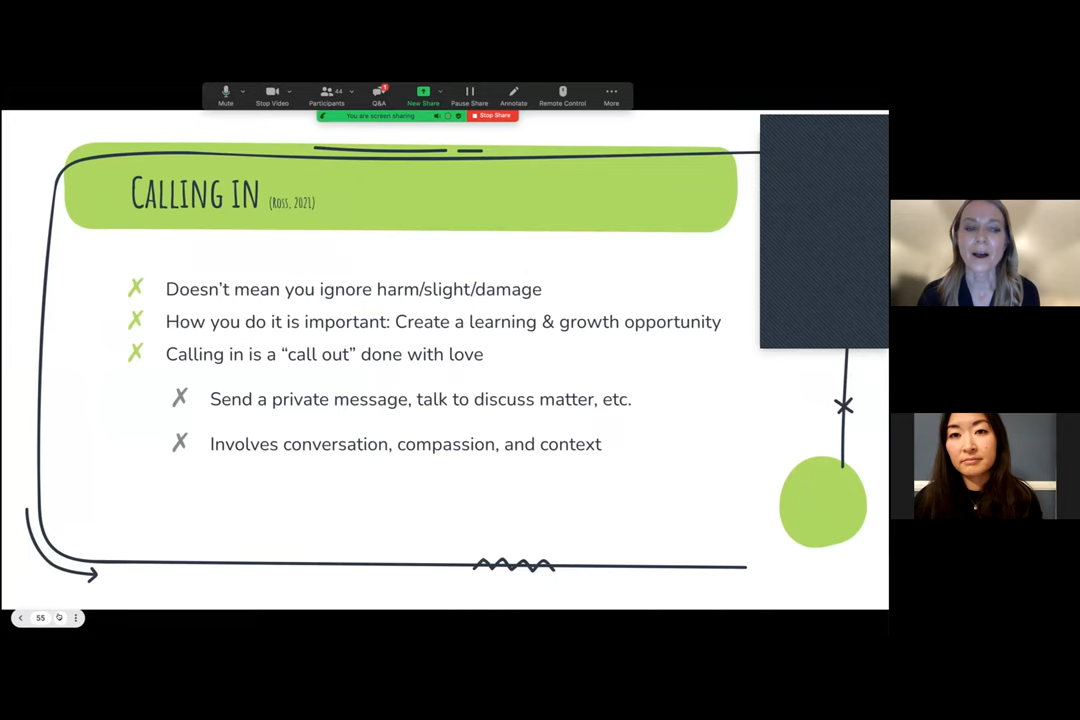 44
1
Mute
Stop Video
Participants
Q&A
New Share
Pause Share
Annotate
Remote Control
More
You are screen sharing
Stop Share
CALLING IN (ROSS, 2021)
✗ Doesn’t mean you ignore harm/slight/damage
✗ How you do it is important: Create a learning & growth opportunity
✗ Calling in is a “call out” done with love
✗ Send a private message, talk to discuss matter, etc.
✗ Involves conversation, compassion, and context
55